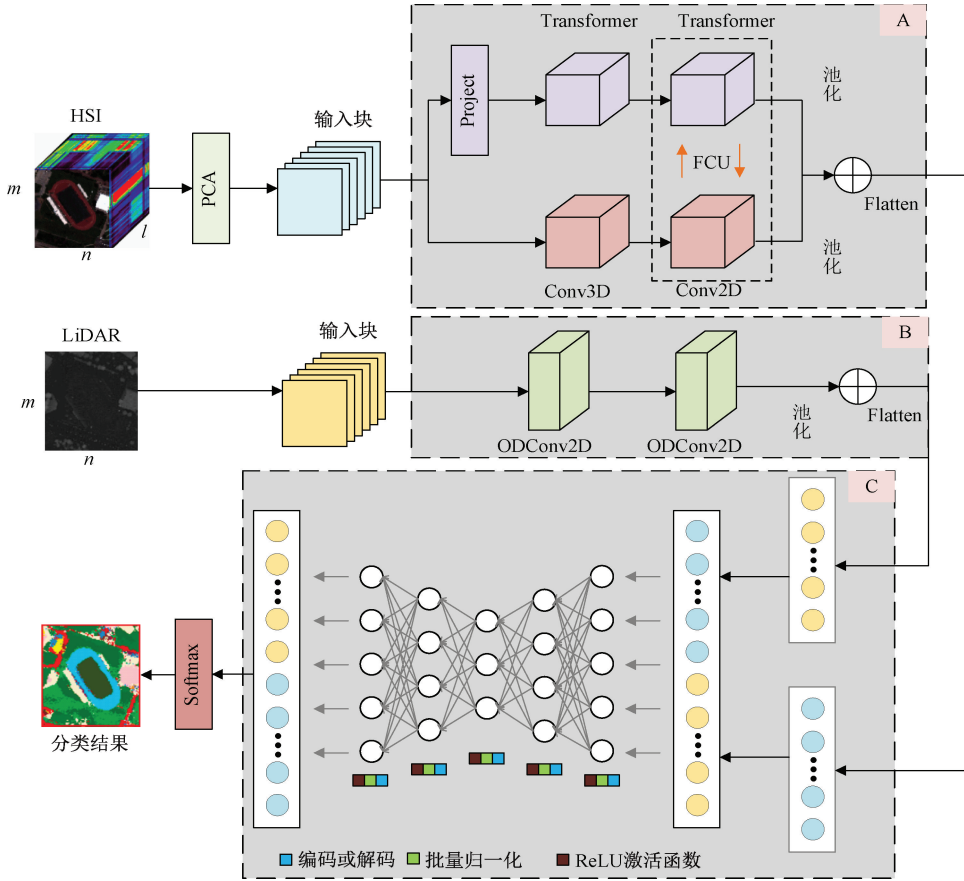 A
Transformer
Transformer
HSI
输入块
Project
池化
m
PCA
FCU
l
n
Flatten
池化
Conv3D
Conv2D
LiDAR
输入块
B
m
n
池化
Flatten
ODConv2D
ODConv2D
C
Softmax
分类结果
编码或解码
批量归一化
ReLU激活函数